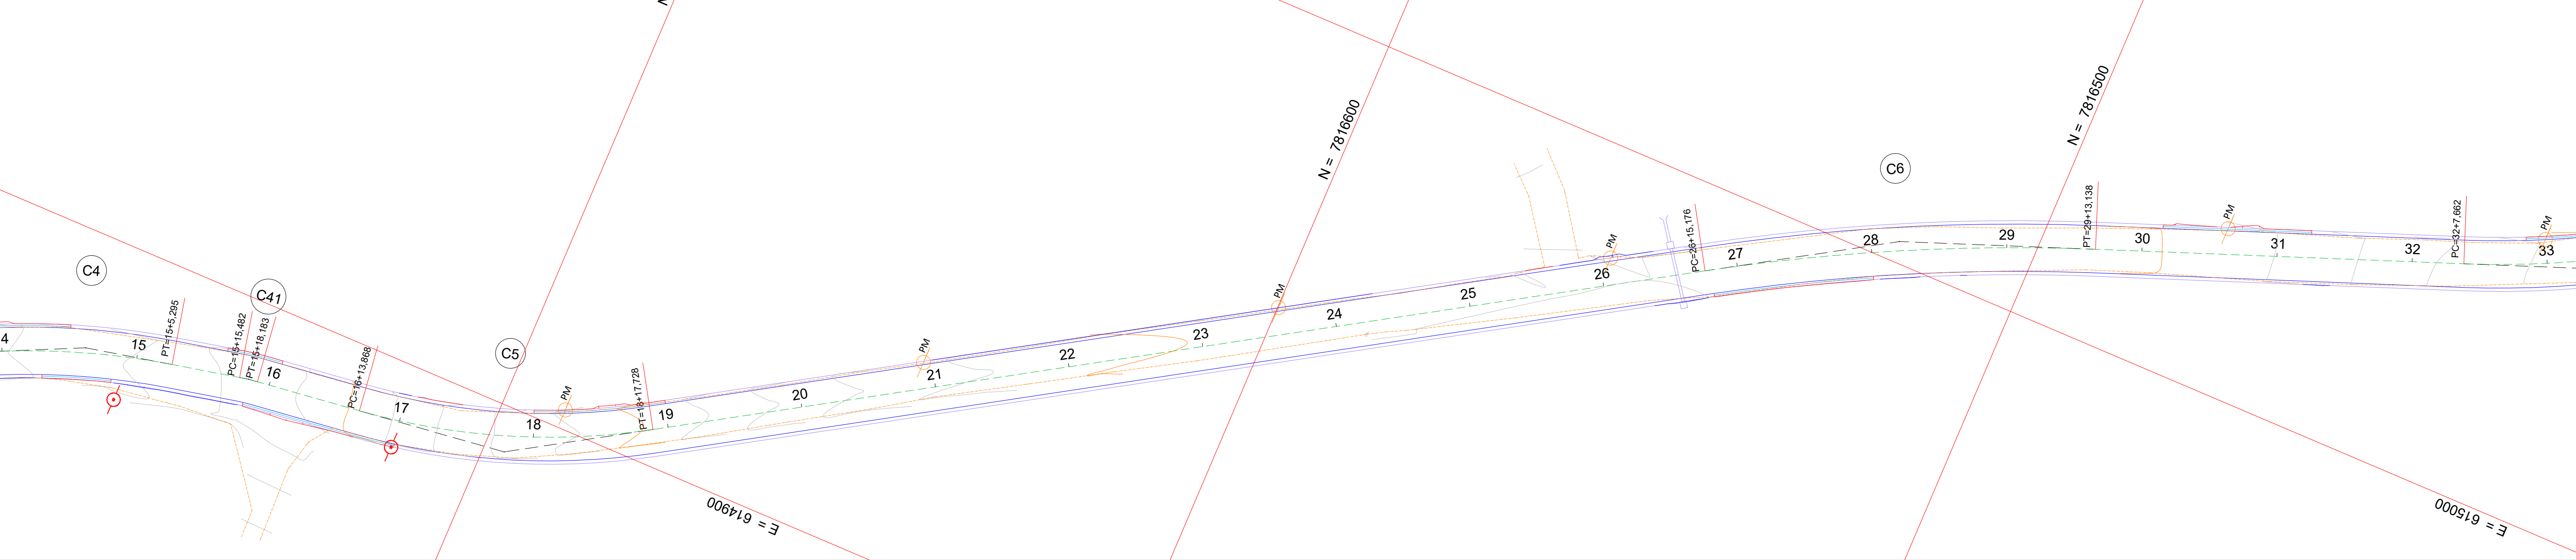 4
C4
15
PT=15+5,295
C41
PC=15+15,482
PT=15+18,183
16
PC=16+13,868
17
C5
18
PM
PT=18+17,728
19
20
PM
21
E = 614900
22
23
PM
N = 7816600
24
25
PM
26
PC=26+15,176
27
C6
28
29
N = 7816500
PT=29+13,138
30
PM
31
32
PC=32+7,662
E = 615000
PM
33